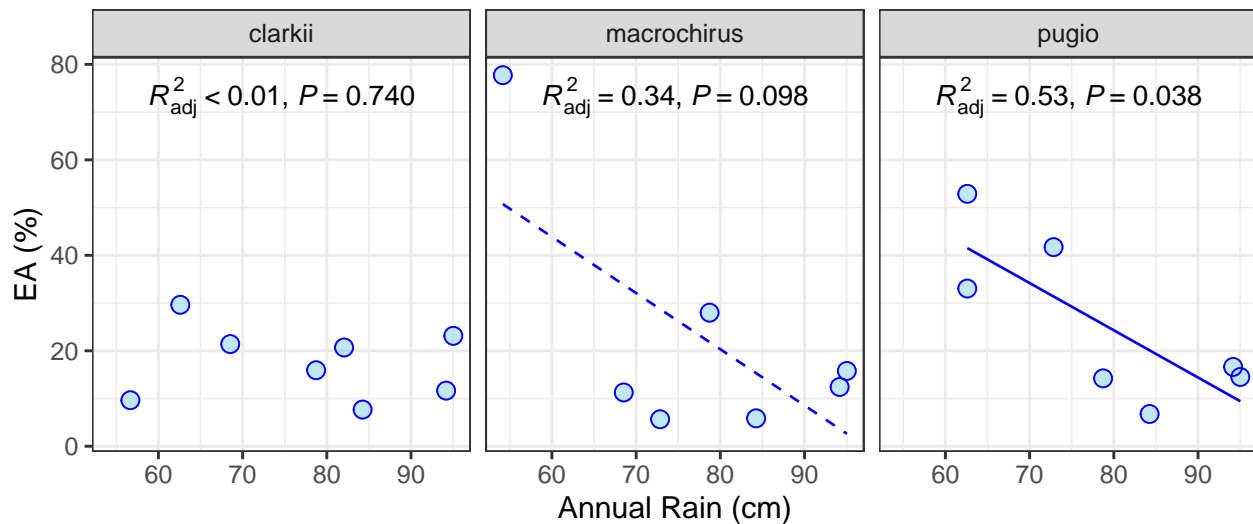 clarkii macrochirus pugio
R²adj < 0.01, P = 0.740 R²adj = 0.34, P = 0.098 R²adj = 0.53, P = 0.038
80
60
40
20
0
EA (%)
60 70 80 90 60 70 80 90 60 70 80 90
Annual Rain (cm)